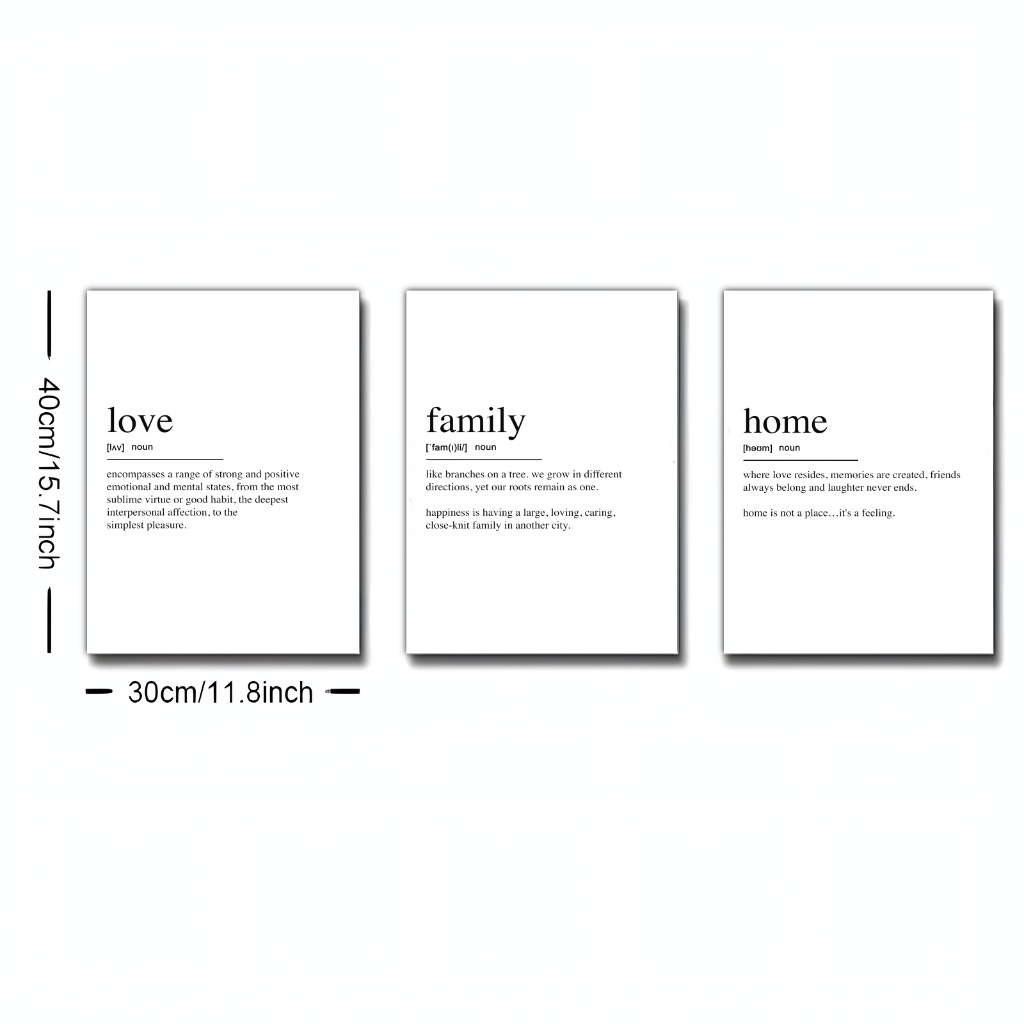 40cm/15.7inch
love
[lʌv] noun
encompasses a range of strong and positive
emotional and mental states, from the most
sublime virtue or good habit, the deepest
interpersonal affection, to the
simplest pleasure.
family
[ˈfam(ɪ)li/] noun
like branches on a tree. we grow in different
directions, yet our roots remain as one.
happiness is having a large, loving, caring,
close-knit family in another city.
home
[həʊm] noun
where love resides, memories are created, friends
always belong and laughter never ends.
home is not a place...it's a feeling.
30cm/11.8inch